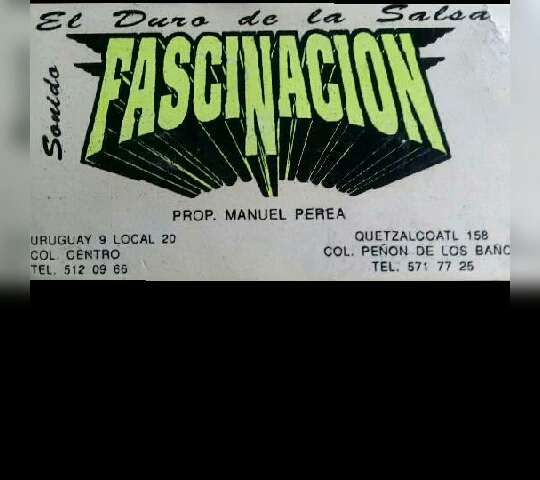 El Duro de la Salsa
Sonido
FASCINACION
PROP. MANUEL PEREA
URUGUAY 9 LOCAL 20
COL. CENTRO
TEL. 512 09 66
QUETZALCOATL 158
COL. PEÑON DE LOS BAÑO
TEL. 571 77 25